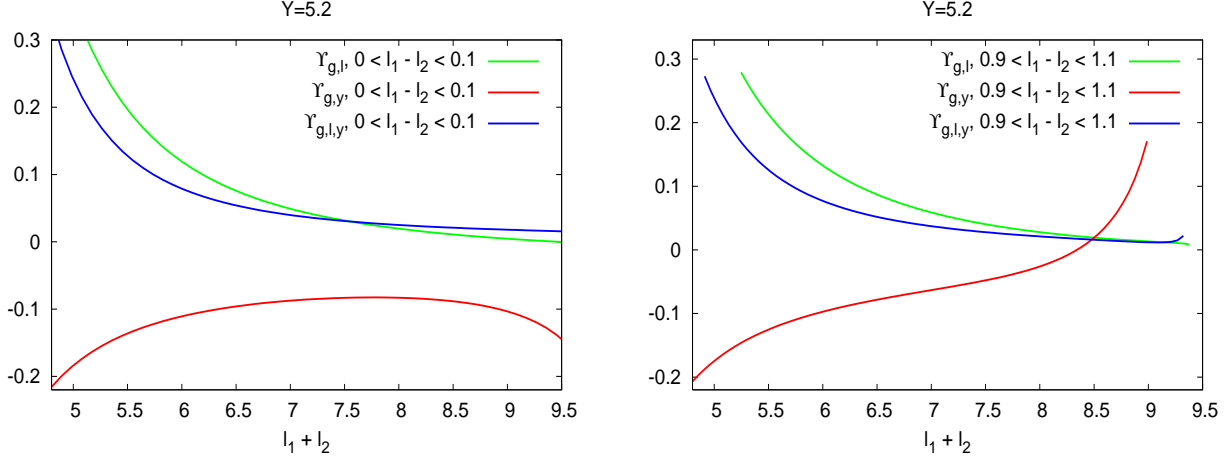 Y=5.2
0.3
0.2
0.1
0
-0.1
-0.2
ϒg,l, 0 < l1 - l2 < 0.1
ϒg,y, 0 < l1 - l2 < 0.1
ϒg,l,y, 0 < l1 - l2 < 0.1
5 5.5 6 6.5 7 7.5 8 8.5 9 9.5
l1 + l2
Y=5.2
0.3
0.2
0.1
0
-0.1
-0.2
ϒg,l, 0.9 < l1 - l2 < 1.1
ϒg,y, 0.9 < l1 - l2 < 1.1
ϒg,l,y, 0.9 < l1 - l2 < 1.1
5 5.5 6 6.5 7 7.5 8 8.5 9 9.5
l1 + l2